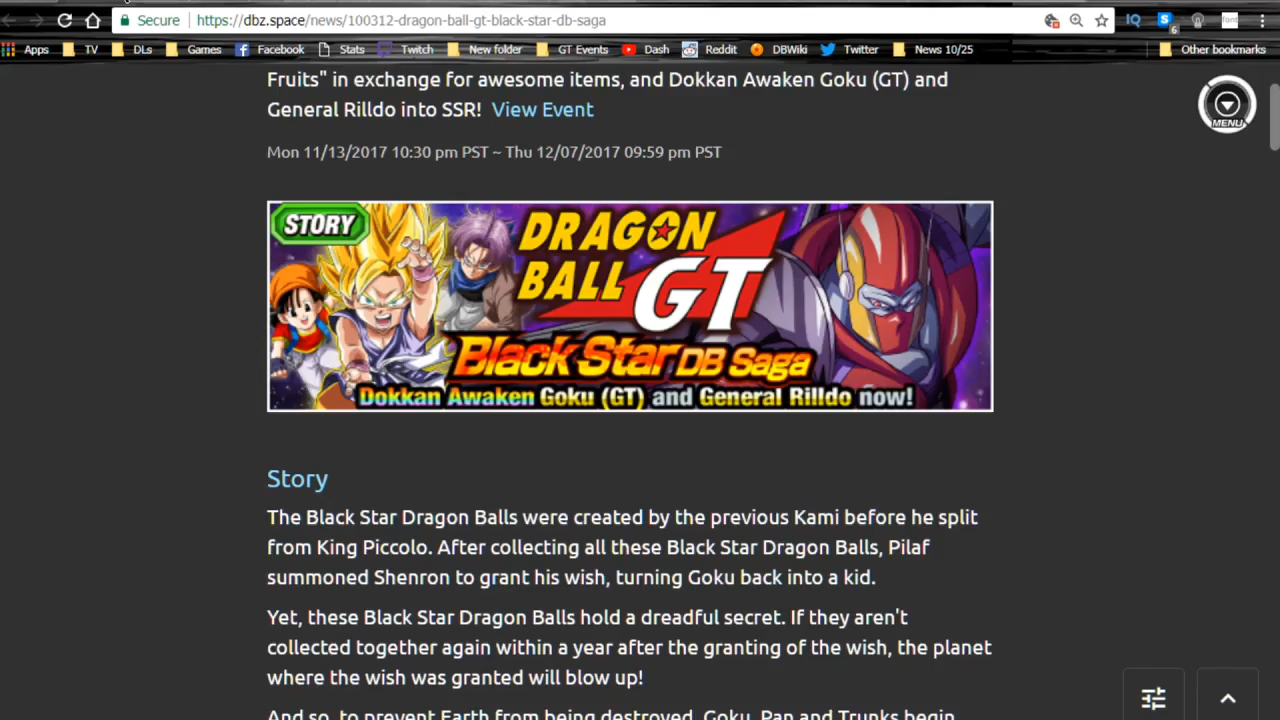 Secure https://dbz.space/news/100312-dragon-ball-gt-black-star-db-saga
6
Apps TV DLs Games Facebook Stats Twitch New folder GT Events Dash Reddit DBWiki Twitter News 10/25 Other bookmarks
Fruits" in exchange for awesome items, and Dokkan Awaken Goku (GT) and
General Rilldo into SSR! View Event
MENU
Mon 11/13/2017 10:30 pm PST ~ Thu 12/07/2017 09:59 pm PST
STORY
DRAGON
BALL GT
Black Star DB Saga
Dokkan Awaken Goku (GT) and General Rilldo now!
Story
The Black Star Dragon Balls were created by the previous Kami before he split
from King Piccolo. After collecting all these Black Star Dragon Balls, Pilaf
summoned Shenron to grant his wish, turning Goku back into a kid.
Yet, these Black Star Dragon Balls hold a dreadful secret. If they aren't
collected together again within a year after the granting of the wish, the planet
where the wish was granted will blow up!
And so, to prevent Earth from being destroyed, Goku, Pan and Trunks begin